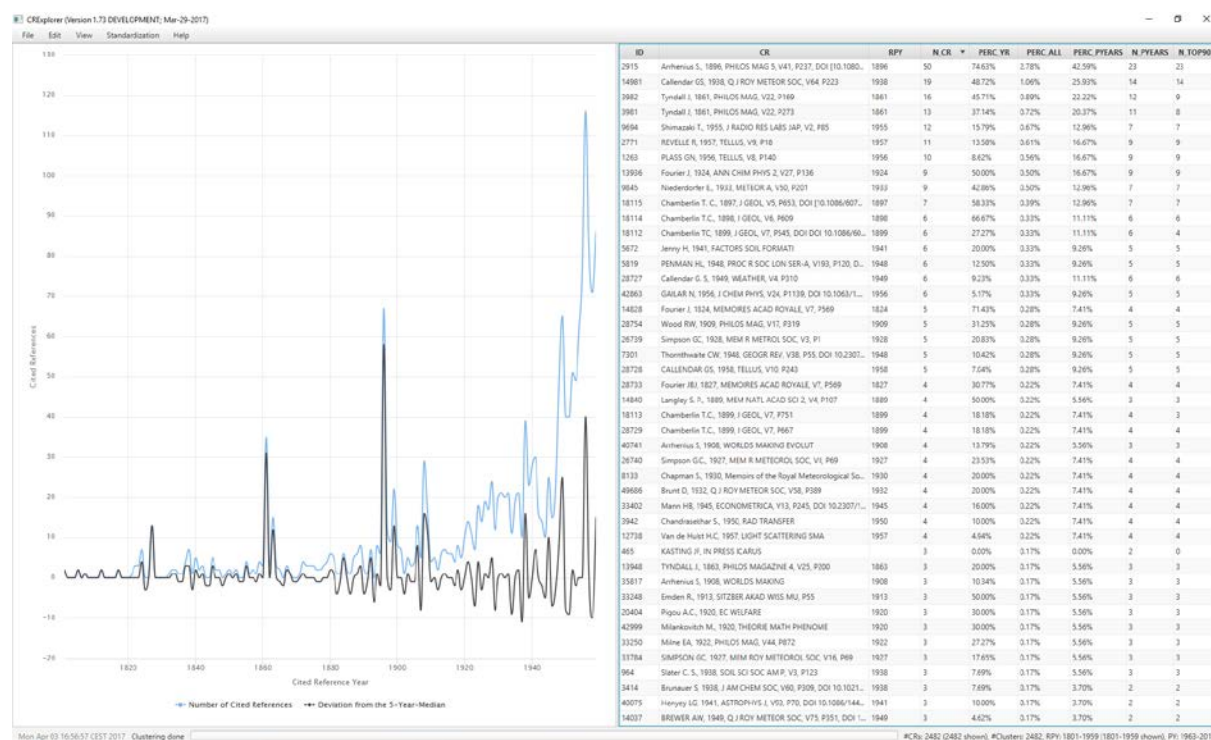 CRExplorer (Version 1.73 DEVELOPMENT; Mar-29-2017)
File Edit View Standardization Help
130
120
110
100
90
80
70
60
50
40
30
20
10
0
-10
-20
Cited References
1820 1840 1860 1880 1900 1920 1940
Cited Reference Year
Number of Cited References Deviation from the 5-Year-Median
ID CR RPY N_CR PERC_YR PERC_ALL PERC_PYEARS N_PYEARS N_TOP90
2915 Arrhenius S., 1896, PHILOS MAG 5, V41, P237, DOI [10.1080... 1896 50 74.63% 2.78% 42.59% 23 23
14981 Callendar GS, 1938, Q J ROY METEOR SOC, V64, P223 1938 19 48.72% 1.06% 25.93% 14 14
3982 Tyndall J, 1861, PHILOS MAG, V22, P169 1861 16 45.71% 0.89% 22.22% 12 9
3981 Tyndall J, 1861, PHILOS MAG, V22, P273 1861 13 37.14% 0.72% 20.37% 11 8
9694 Shimazaki T., 1955, J RADIO RES LABS JAP, V2, P85 1955 12 15.79% 0.67% 12.96% 7 7
2771 REVELLE R, 1957, TELLUS, V9, P18 1957 11 13.58% 0.61% 16.67% 9 9
1263 PLASS GN, 1956, TELLUS, V8, P140 1956 10 8.62% 0.56% 16.67% 9 9
13936 Fourier J, 1824, ANN CHIM PHYS 2, V27, P136 1824 9 50.00% 0.50% 16.67% 9 9
9845 Niederdorfer E., 1933, METEOR A, V50, P201 1933 9 42.86% 0.50% 12.96% 7 7
18115 Chamberlin T. C., 1897, J GEOL, V5, P653, DOI [10.1086/607... 1897 7 58.33% 0.39% 12.96% 7 7
18114 Chamberlin T.C., 1898, J GEOL, V6, P609 1898 6 66.67% 0.33% 11.11% 6 6
18112 Chamberlin TC, 1899, J GEOL, V7, P545, DOI DOI 10.1086/60... 1899 6 27.27% 0.33% 11.11% 6 4
5672 Jenny H, 1941, FACTORS SOIL FORMATI 1941 6 20.00% 0.33% 9.26% 5 5
5819 PENMAN HL, 1948, PROC R SOC LON SER-A, V193, P120, D... 1948 6 12.50% 0.33% 9.26% 5 5
28727 Callendar G. S, 1949, WEATHER, V4, P310 1949 6 9.23% 0.33% 11.11% 6 6
42863 GAILAR N, 1956, J CHEM PHYS, V24, P1139, DOI 10.1063/1.... 1956 6 5.17% 0.33% 9.26% 5 5
14828 Fourier J, 1824, MEMOIRES ACAD ROYALE, V7, P569 1824 5 71.43% 0.28% 7.41% 4 4
28754 Wood RW, 1909, PHILOS MAG, V17, P319 1909 5 31.25% 0.28% 9.26% 5 5
26739 Simpson GC, 1928, MEM R METROL SOC, V3, P1 1928 5 20.83% 0.28% 9.26% 5 5
7301 Thornthwaite CW, 1948, GEOGR REV, V38, P55, DOI 10.2307... 1948 5 10.42% 0.28% 9.26% 5 5
28728 CALLENDAR GS, 1958, TELLUS, V10, P243 1958 5 7.04% 0.28% 9.26% 5 5
28733 Fourier JBJ, 1827, MEMOIRES ACAD ROYALE, V7, P569 1827 4 30.77% 0.22% 7.41% 4 4
14840 Langley S. P., 1889, MEM NATL ACAD SCI 2, V4, P107 1889 4 50.00% 0.22% 5.56% 3 3
18113 Chamberlin T.C., 1899, J GEOL, V7, P751 1899 4 18.18% 0.22% 7.41% 4 3
28729 Chamberlin T.C., 1899, J GEOL, V7, P667 1899 4 18.18% 0.22% 7.41% 4 4
40741 Arrhenius S, 1908, WORLDS MAKING EVOLUT 1908 4 13.79% 0.22% 5.56% 3 3
26740 Simpson G.C., 1927, MEM R METEOROL SOC, VII, P69 1927 4 23.53% 0.22% 7.41% 4 4
8133 Chapman S., 1930, Memoirs of the Royal Meteorological So... 1930 4 20.00% 0.22% 7.41% 4 4
49686 Brunt D, 1932, Q J ROY METEOR SOC, V58, P389 1932 4 20.00% 0.22% 7.41% 4 4
33402 Mann HB, 1945, ECONOMETRICA, V13, P245, DOI 10.2307/1... 1945 4 16.00% 0.22% 7.41% 4 4
3942 Chandrasekhar S., 1950, RAD TRANSFER 1950 4 10.00% 0.22% 7.41% 4 4
12738 Van de Hulst H.C, 1957, LIGHT SCATTERING SMA 1957 4 4.94% 0.22% 7.41% 4 4
465 KASTING JF, IN PRESS ICARUS 3 0.00% 0.17% 0.00% 2 0
13948 TYNDALL J., 1863, PHILOS MAGAZINE 4, V25, P200 1863 3 20.00% 0.17% 5.56% 3 3
35817 Arrhenius S, 1908, WORLDS MAKING 1908 3 10.34% 0.17% 5.56% 3 3
33248 Emden R., 1913, SITZBER AKAD WISS MU, P55 1913 3 50.00% 0.17% 5.56% 3 3
20404 Pigou A.C., 1920, EC WELFARE 1920 3 30.00% 0.17% 5.56% 3 3
42999 Milankovitch M., 1920, THEORIE MATH PHENOME 1920 3 30.00% 0.17% 5.56% 3 3
33250 Milne EA, 1922, PHILOS MAG, V44, P872 1922 3 27.27% 0.17% 5.56% 3 3
33784 SIMPSON GC, 1927, MEM ROY METEOROL SOC, V16, P69 1927 3 17.65% 0.17% 5.56% 3 3
964 Slater C. S., 1938, SOIL SCI SOC AM P, V3, P123 1938 3 7.69% 0.17% 5.56% 3 3
3414 Brunauer S, 1938, J AM CHEM SOC, V60, P309, DOI 10.1021... 1938 3 7.69% 0.17% 3.70% 2 2
40075 Henyey LG, 1941, ASTROPHYS J, V93, P70, DOI 10.1086/144... 1941 3 10.00% 0.17% 3.70% 2 2
14037 BREWER AW, 1949, Q J ROY METEOR SOC, V75, P351, DOI 1... 1949 3 4.62% 0.17% 3.70% 2 2
Mon Apr 03 16:56:57 CEST 2017 Clustering done #CRs: 2482 (2482 shown), #Clusters: 2482, RPY: 1801-1959 (1801-1959 shown), PY: 1963-201